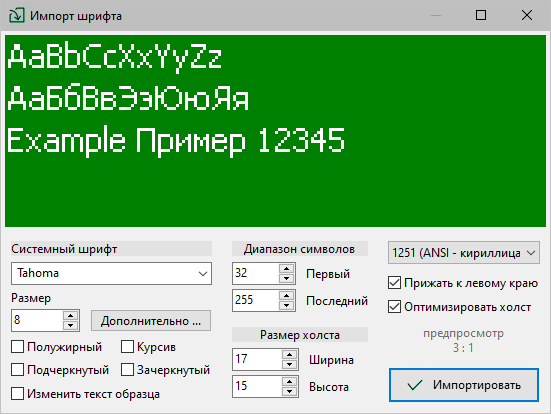 Импорт шрифта
AaBbCcXxYyZz
АаБбВвЭэЮюЯя
Example Пример 12345
Системный шрифт
Tahoma
Размер
8
Дополнительно ...
Полужирный
Курсив
Подчеркнутый
Зачеркнутый
Изменить текст образца
Диапазон символов
32
Первый
255
Последний
Размер холста
17
Ширина
15
Высота
1251 (ANSI - кириллица
Прижать к левому краю
Оптимизировать холст
предпросмотр
3 : 1
Импортировать